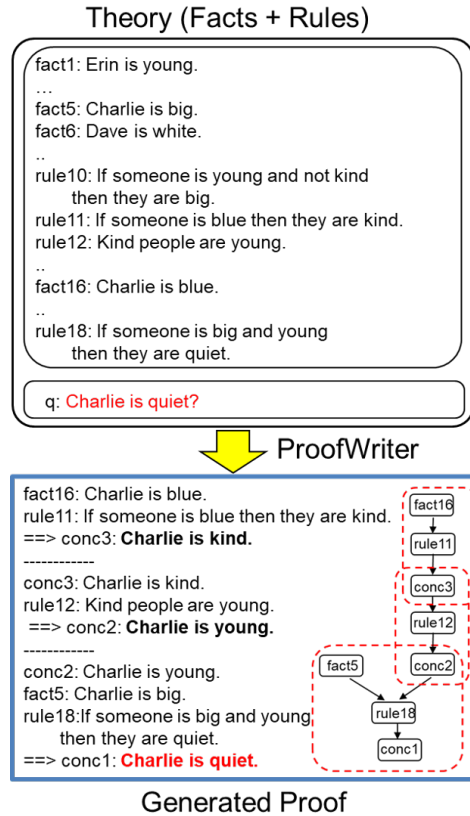 Theory (Facts + Rules)
fact1: Erin is young.
...
fact5: Charlie is big.
fact6: Dave is white.
..
rule10: If someone is young and not kind
then they are big.
rule11: If someone is blue then they are kind.
rule12: Kind people are young.
..
fact16: Charlie is blue.
..
rule18: If someone is big and young
then they are quiet.
q: Charlie is quiet?
ProofWriter
fact16: Charlie is blue.
rule11: If someone is blue then they are kind.
==> conc3: Charlie is kind.
------------
conc3: Charlie is kind.
rule12: Kind people are young.
==> conc2: Charlie is young.
------------
conc2: Charlie is young.
fact5: Charlie is big.
rule18:If someone is big and young
then they are quiet.
==> conc1: Charlie is quiet.
fact16
rule11
conc3
rule12
fact5
conc2
rule18
conc1
Generated Proof